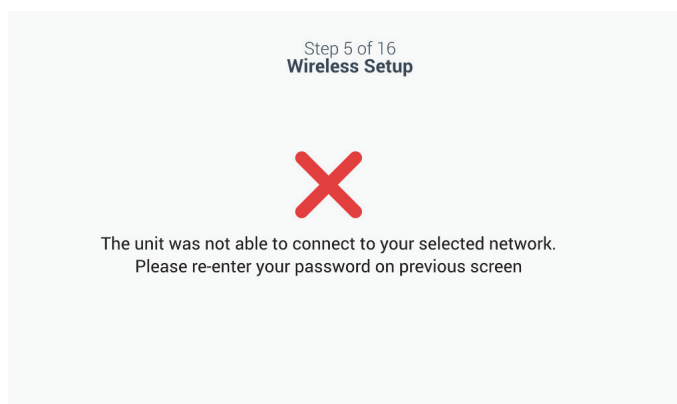 Step 5 of 16
Wireless Setup
The unit was not able to connect to your selected network.
Please re-enter your password on previous screen